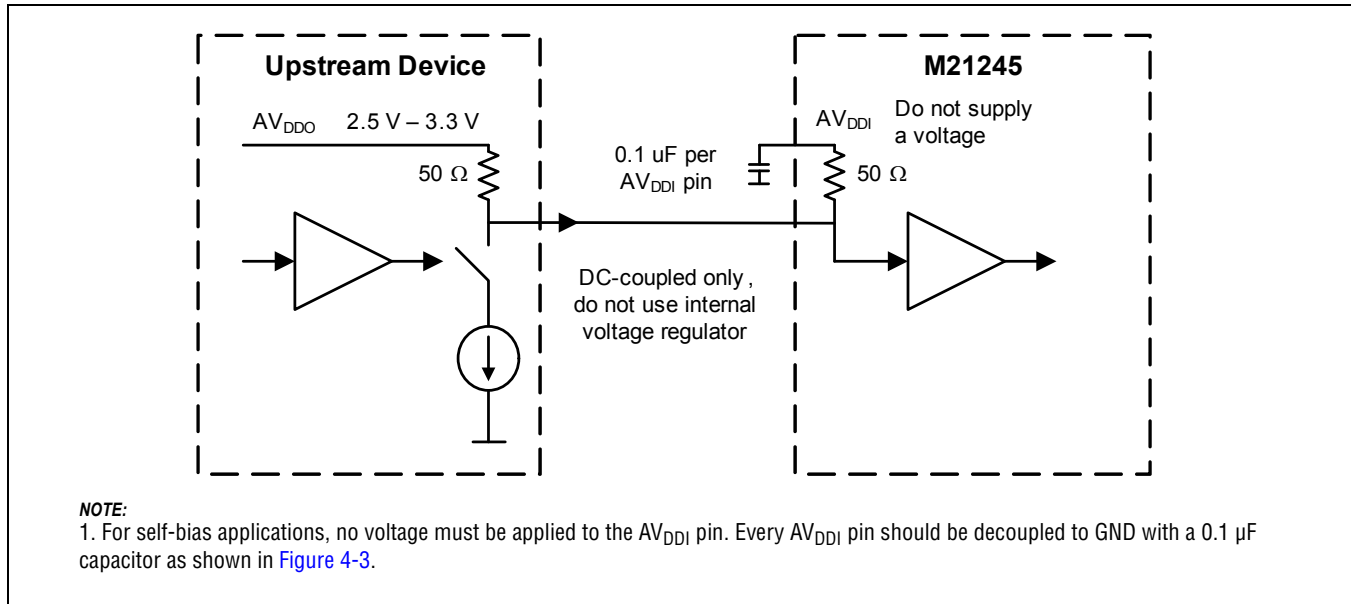 Upstream Device
M21245
AVDDO 2.5 V – 3.3 V
50 Ω
0.1 uF per
AVDDI pin
AVDDI
Do not supply
a voltage
50 Ω
DC-coupled only ,
do not use internal
voltage regulator
NOTE:
1. For self-bias applications, no voltage must be applied to the AVDDI pin. Every AVDDI pin should be decoupled to GND with a 0.1 µF
capacitor as shown in Figure 4-3.